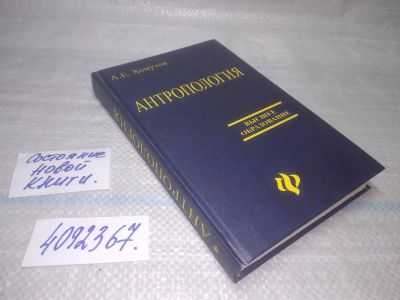 А.Е. Хомутов
АНТРОПОЛОГИЯ
ВЫСШЕЕ
ОБРАЗОВАНИЕ
АНТРОПОЛОГИЯ
состояние
новой
книги.
4092367.